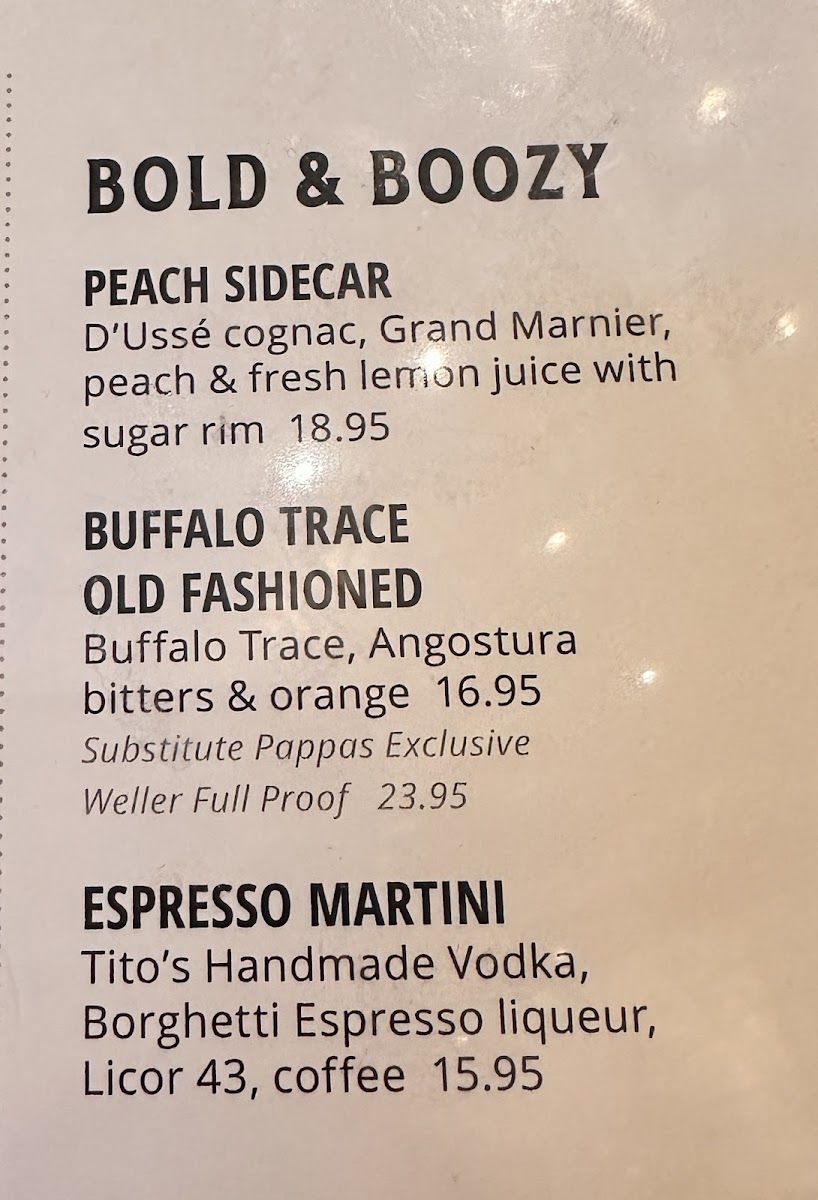 BOLD & BOOZY
PEACH SIDECAR
D'Ussé cognac, Grand Marnier,
peach & fresh lemon juice with
sugar rim 18.95
BUFFALO TRACE
OLD FASHIONED
Buffalo Trace, Angostura
bitters & orange 16.95
Substitute Pappas Exclusive
Weller Full Proof 23.95
ESPRESSO MARTINI
Tito's Handmade Vodka,
Borghetti Espresso liqueur,
Licor 43, coffee 15.95